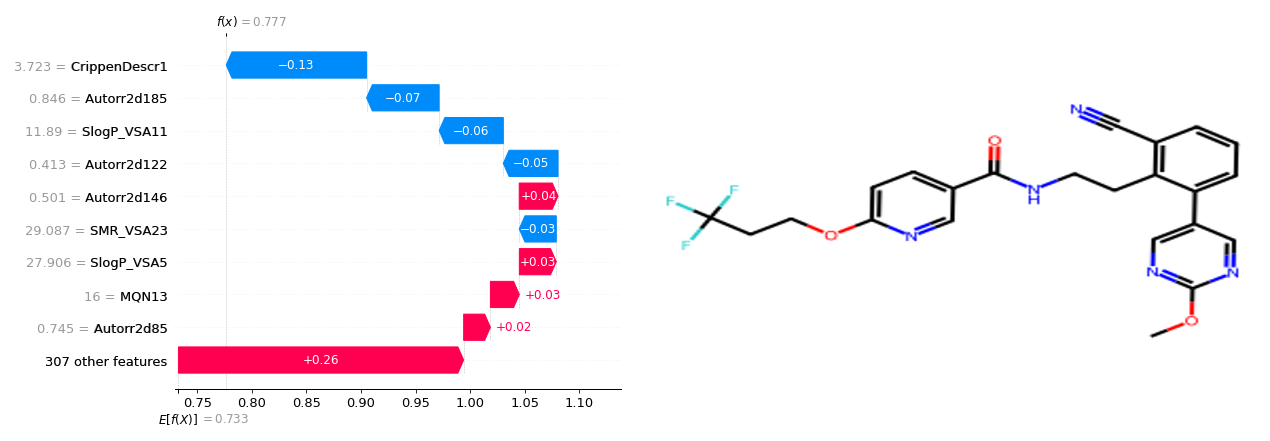 f(x) = 0.777
3.723 = CrippenDescr1
−0.13
0.846 = Autorr2d185
−0.07
11.89 = SlogP_VSA11
−0.06
0.413 = Autorr2d122
−0.05
0.501 = Autorr2d146
+0.04
29.087 = SMR_VSA23
−0.03
27.906 = SlogP_VSA5
+0.03
16 = MQN13
+0.03
0.745 = Autorr2d85
+0.02
307 other features
+0.26
0.75 0.80 0.85 0.90 0.95 1.00 1.05 1.10
E[f(X)] = 0.733
N
O
F
F
N
H
F
O
N
N
N
O